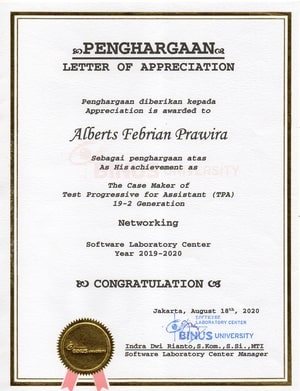 PENGHARGAAN
LETTER OF APPRECIATION
Penghargaan diberikan kepada
Appreciation is awarded to
Alberts Febrian Prawira
Sebagai penghargaan atas
As His achievement as
BINUS UNIVERSITY
The Case Maker of
Test Progressive for Assistant (TPA)
19-2 Generation
Networking
Software Laboratory Center
Year 2019-2020
CONGRATULATION
Jakarta, August 18th, 2020
SOFTWARE
LABORATORY CENTER
BINUS UNIVERSITY
Indra Dwi Rianto,S.Kom.,S.Si.,MTI
Software Laboratory Center Manager